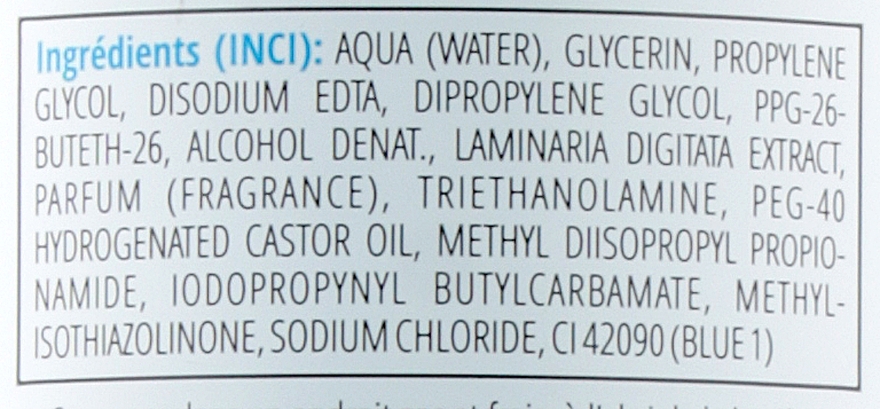 Ingrédients (INCI): AQUA (WATER), GLYCERIN, PROPYLENE
GLYCOL, DISODIUM EDTA, DIPROPYLENE GLYCOL, PPG-26-
BUTETH-26, ALCOHOL DENAT., LAMINARIA DIGITATA EXTRACT,
PARFUM (FRAGRANCE), TRIETHANOLAMINE, PEG-40
HYDROGENATED CASTOR OIL, METHYL DIISOPROPYL PROPIO-
NAMIDE, IODOPROPYNYL BUTYLCARBAMATE, METHYL-
ISOTHIAZOLINONE, SODIUM CHLORIDE, CI 42090 (BLUE 1)